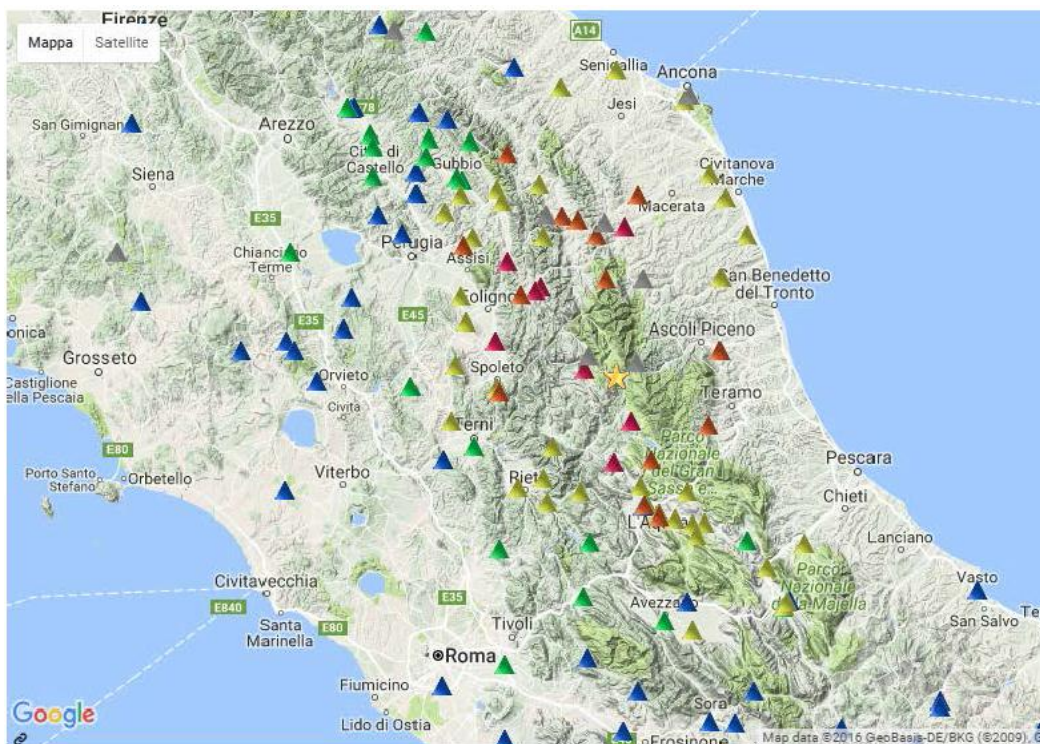 Firenze
Mappa
Satellite
A14
Senigallia
Ancona
Jesi
San Gimignan
Arezzo
E78
Città di
Castello
Gubbio
Civitanova
Marche
Siena
Macerata
E35
Perugia
Chianciano
Terme
Assisi
San Benedetto
del Tronto
Foligno
E35
E45
Ascoli Piceno
Grosseto
Castiglione
ella Pescaia
Orvieto
Civita
Spoleto
Teramo
Terni
E80
Porto Santo
Stefano
Orbetello
Viterbo
Parco
Nazionale
del Gran
Sasso e...
Pescara
Rieti
Chieti
L'Aquila
Lanciano
Civitavecchia
Parco
Nazionale
della Majella
Vasto
E840
Santa
Marinella
E35
Avezzano
San Salvo
E80
Tivoli
Roma
Fiumicino
Lido di Ostia
Sora
Frosinone
Google
Map data ©2016 GeoBasis-DE/BKG (©2009), G